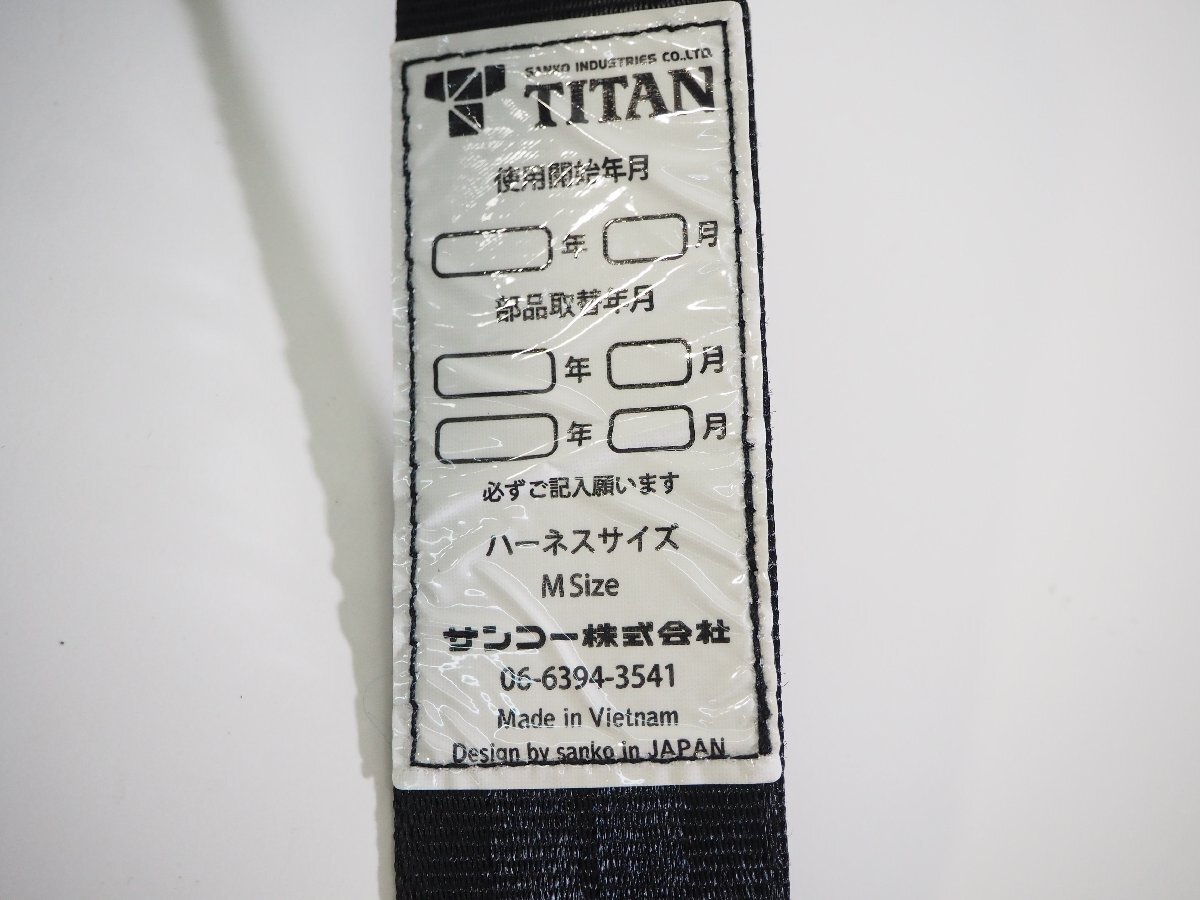 SANKO INDUSTRIES CO.,LTD.
TITAN
使用開始年月
年 月
部品取替年月
年 月
年 月
必ずご記入願います
ハーネスサイズ
M Size
サンコー株式会社
06-6394-3541
Made in Vietnam
Design by sanko in JAPAN